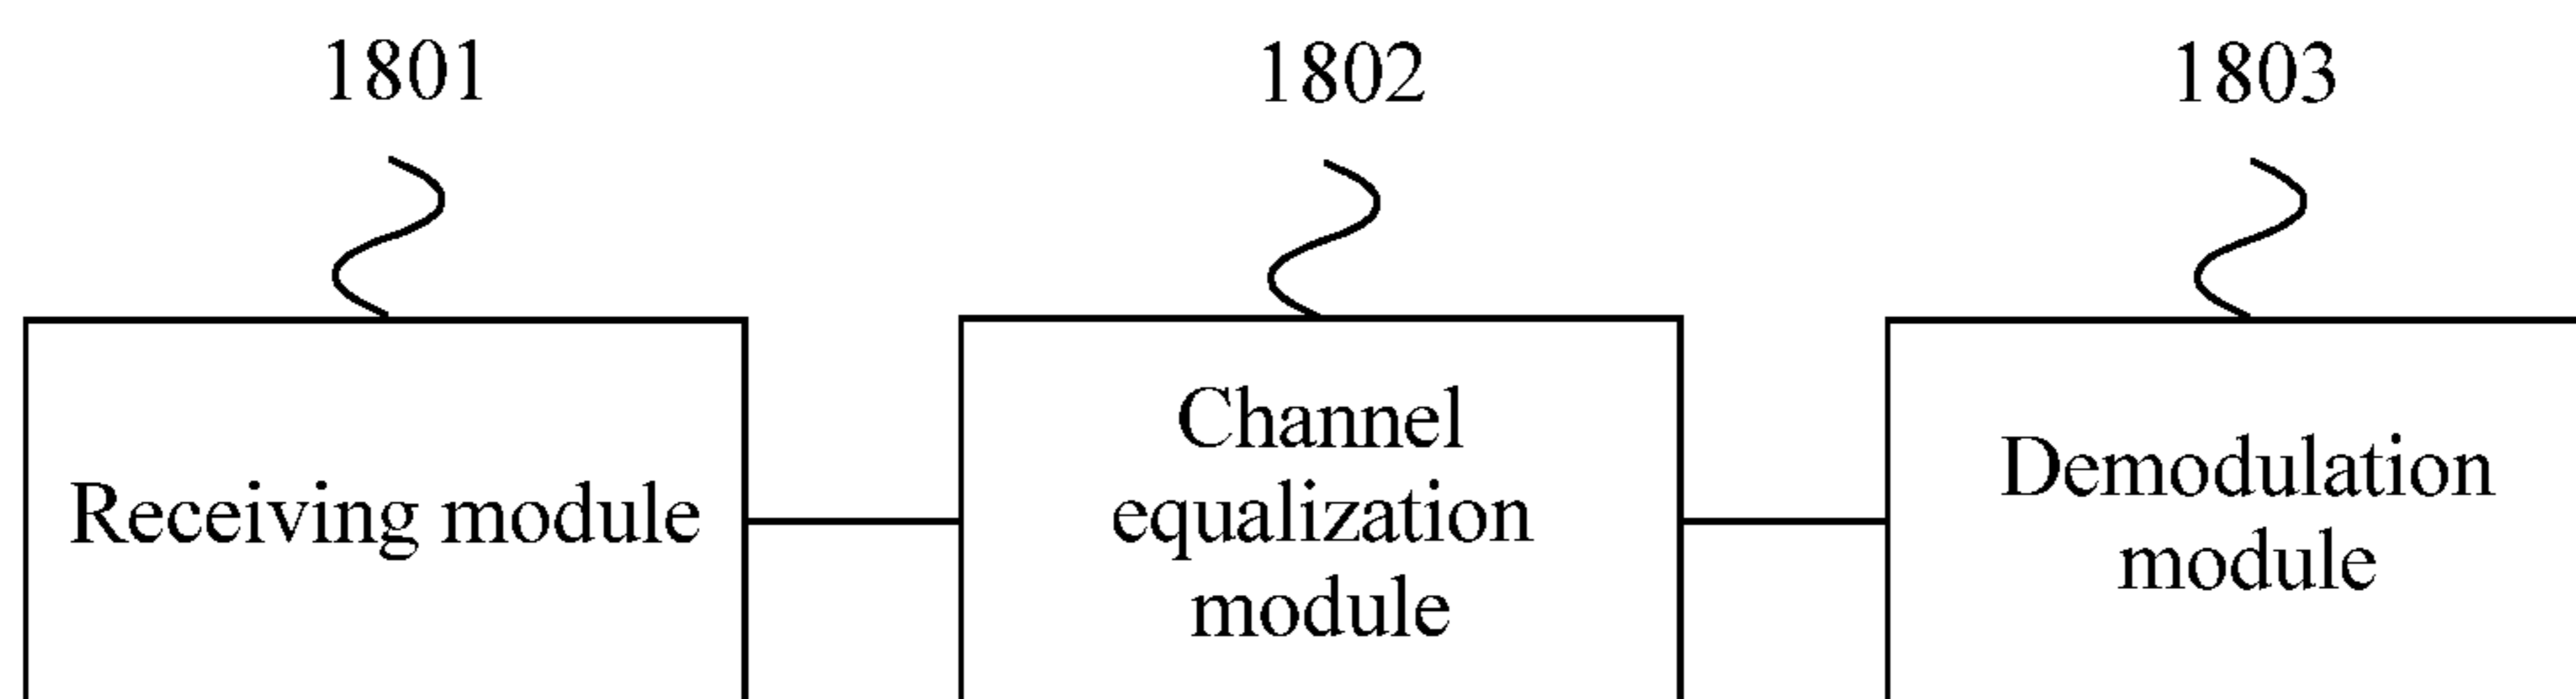 1801
1802
1803
Receiving module
Channel
equalization
module
Demodulation
module